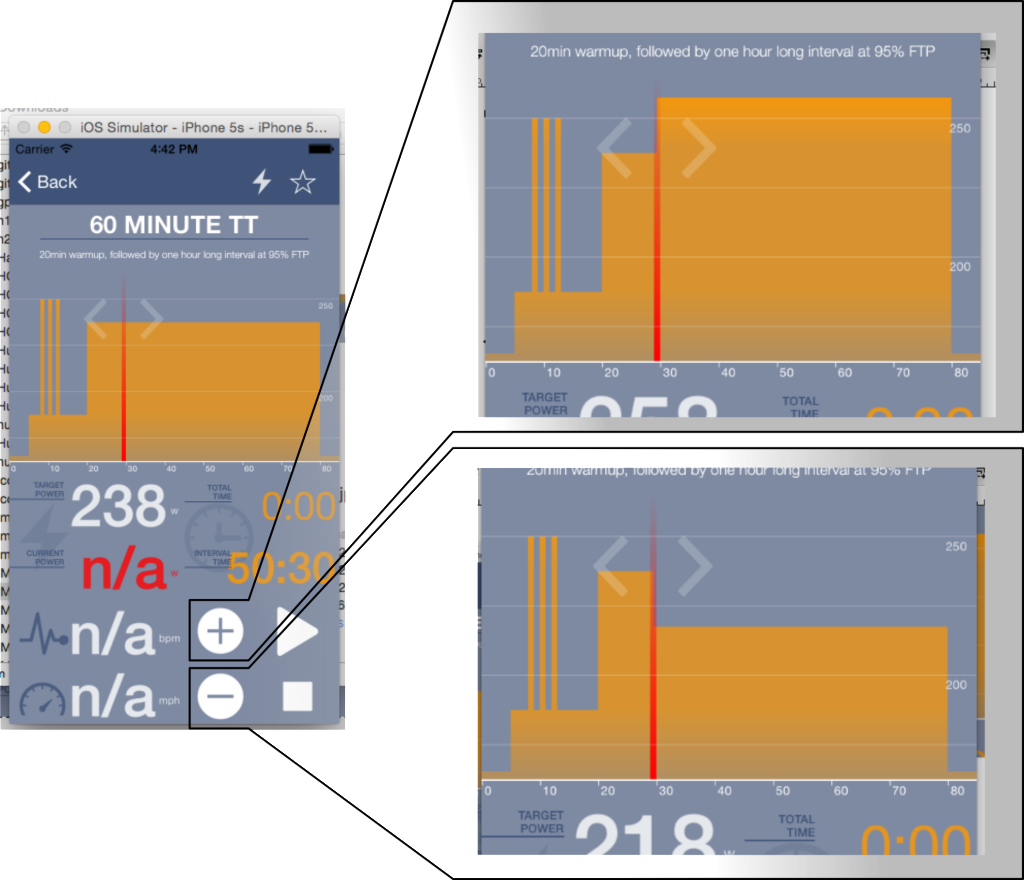 Downloads
iOS Simulator - iPhone 5s - iPhone 5...
Carrier 4:42 PM
Back
60 MINUTE TT
20min warmup, followed by one hour long interval at 95% FTP
250
200
0 10 20 30 40 50 60 70 80
TARGET POWER 238 w
TOTAL TIME 0:00
CURRENT POWER n/a w
INTERVAL TIME 50:30
n/a bpm
n/a mph
20min warmup, followed by one hour long interval at 95% FTP
250
200
0 10 20 30 40 50 60 70 80
TARGET POWER 258
TOTAL TIME 0:00
20min warmup, followed by one hour long interval at 95% FTP
250
200
0 10 20 30 40 50 60 70 80
TARGET POWER 218 w
TOTAL TIME 0:00